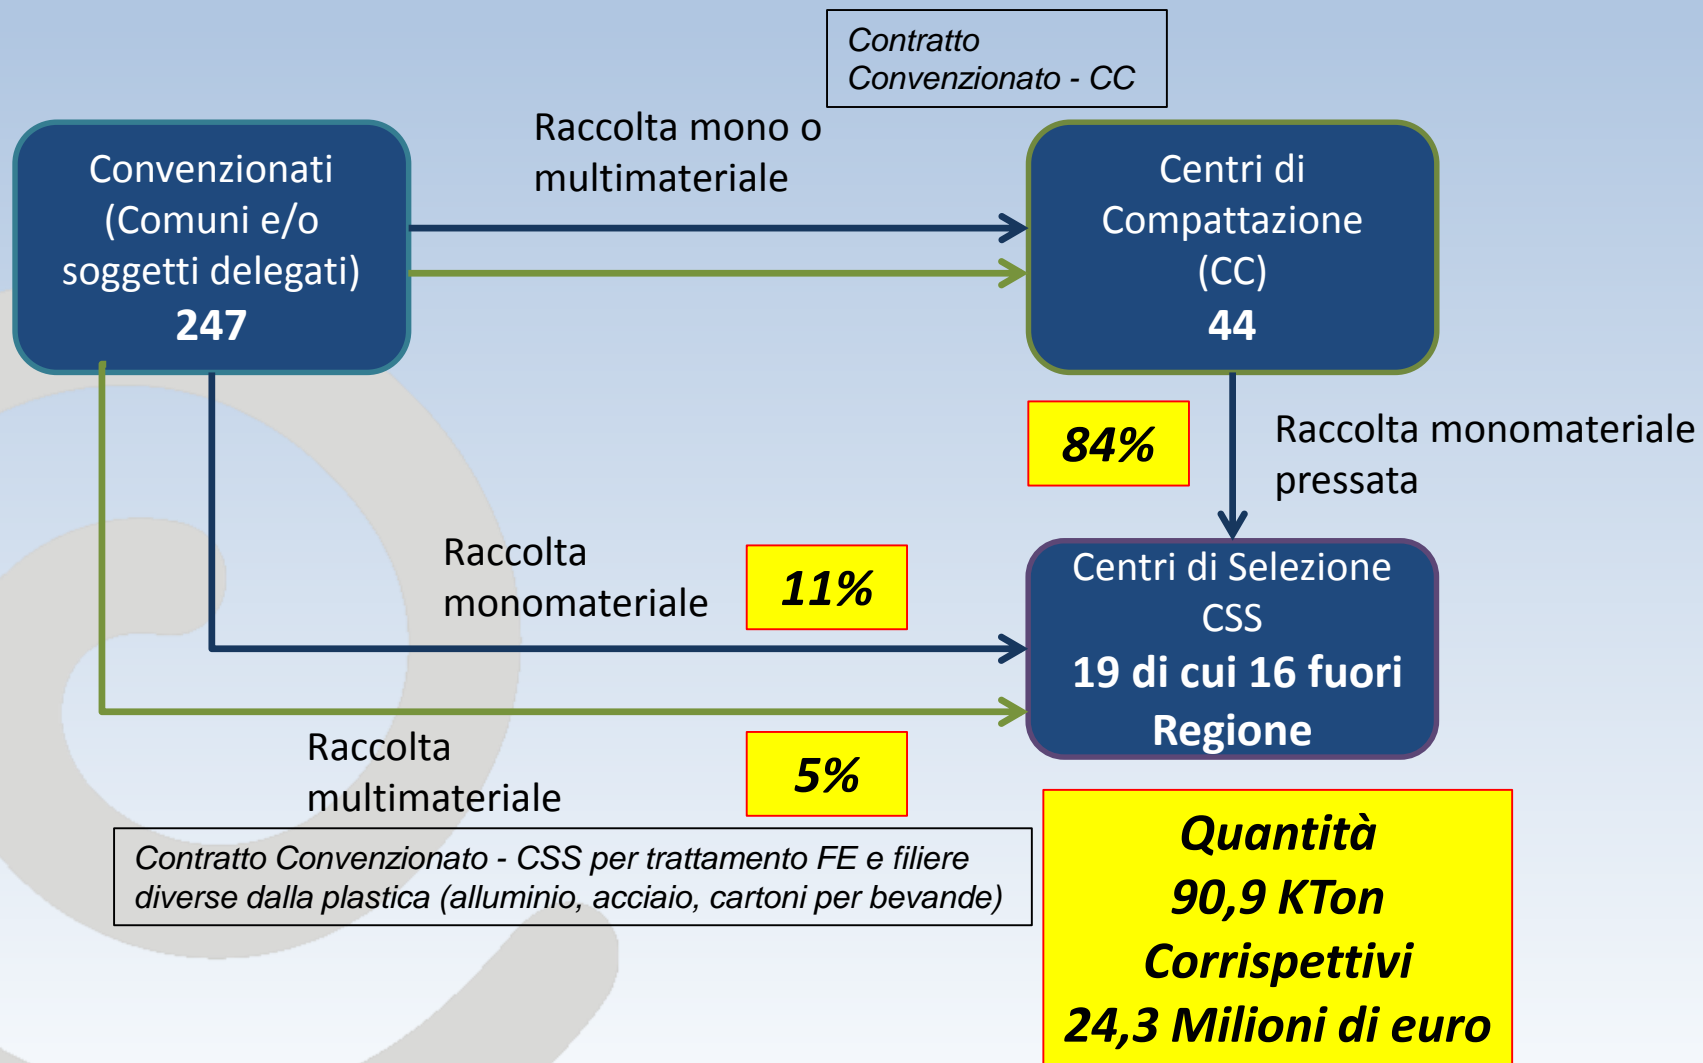 Contratto
Convenzionato - CC
Raccolta mono o
multimateriale
Convenzionati
(Comuni e/o
soggetti delegati)
247
Centri di
Compattazione
(CC)
44
84%
Raccolta monomateriale
pressata
Raccolta
monomateriale
11%
Centri di Selezione
CSS
19 di cui 16 fuori
Regione
Raccolta
multimateriale
5%
Contratto Convenzionato - CSS per trattamento FE e filiere
diverse dalla plastica (alluminio, acciaio, cartoni per bevande)
Quantità
90,9 KTon
Corrispettivi
24,3 Milioni di euro